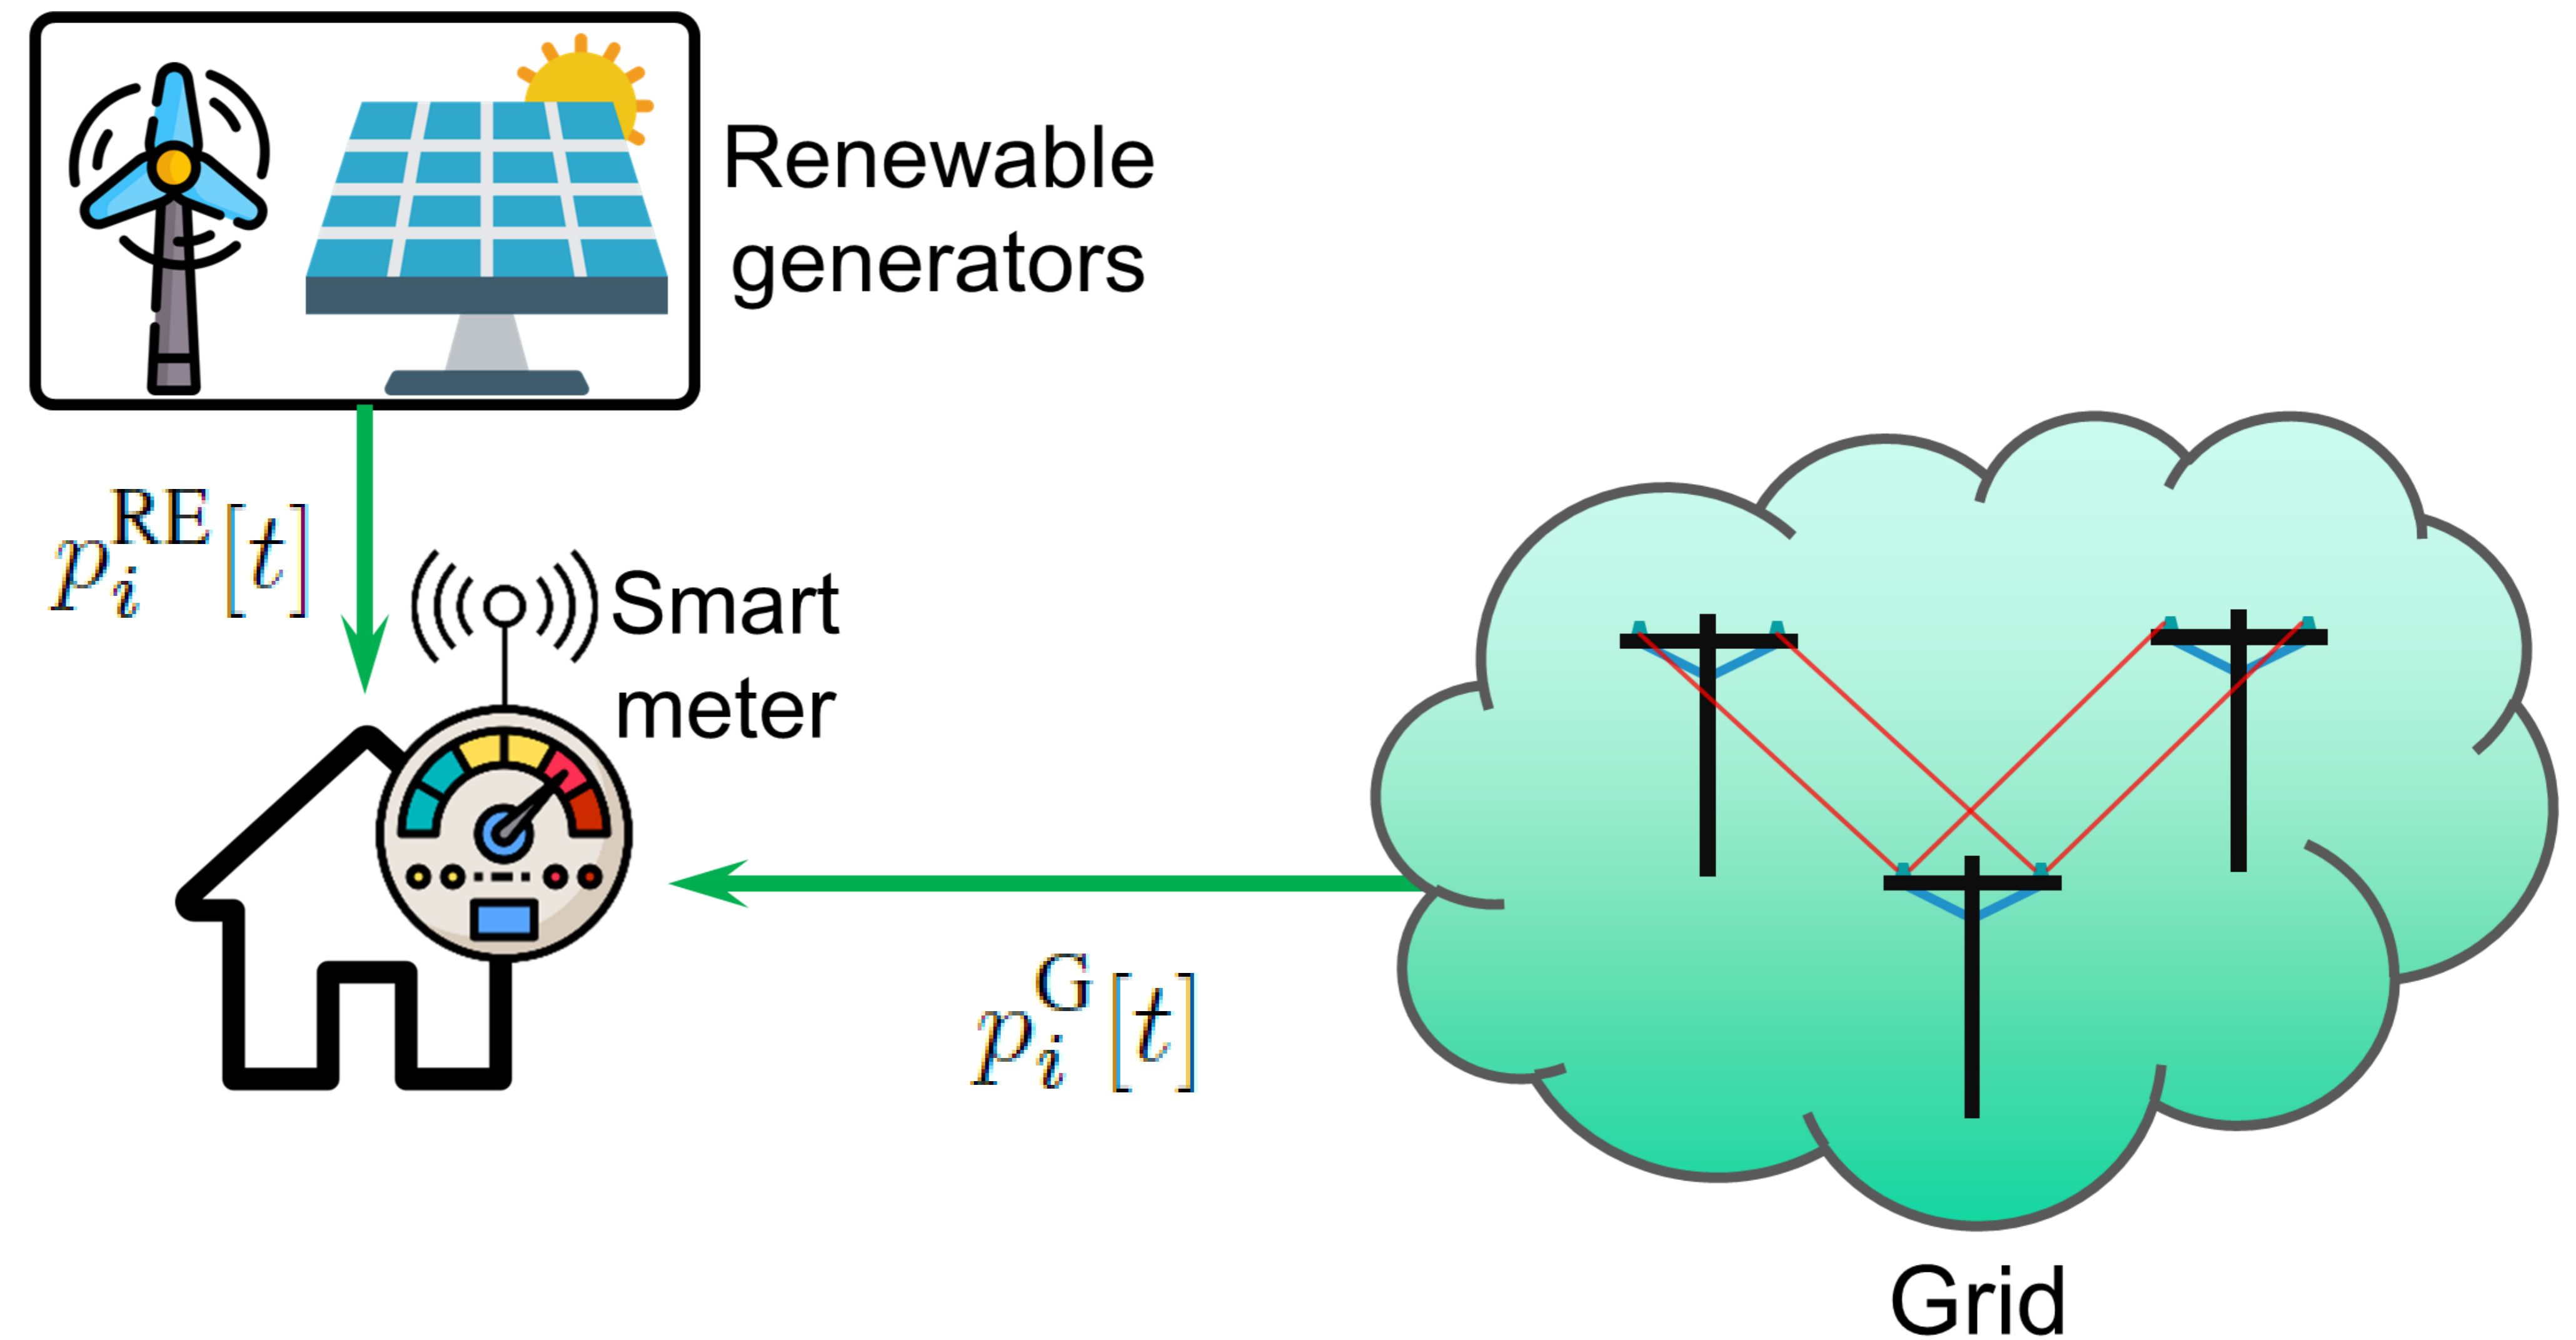 Renewable
generators
p_i^{RE}[t]
Smart
meter
p_i^{G}[t]
Grid